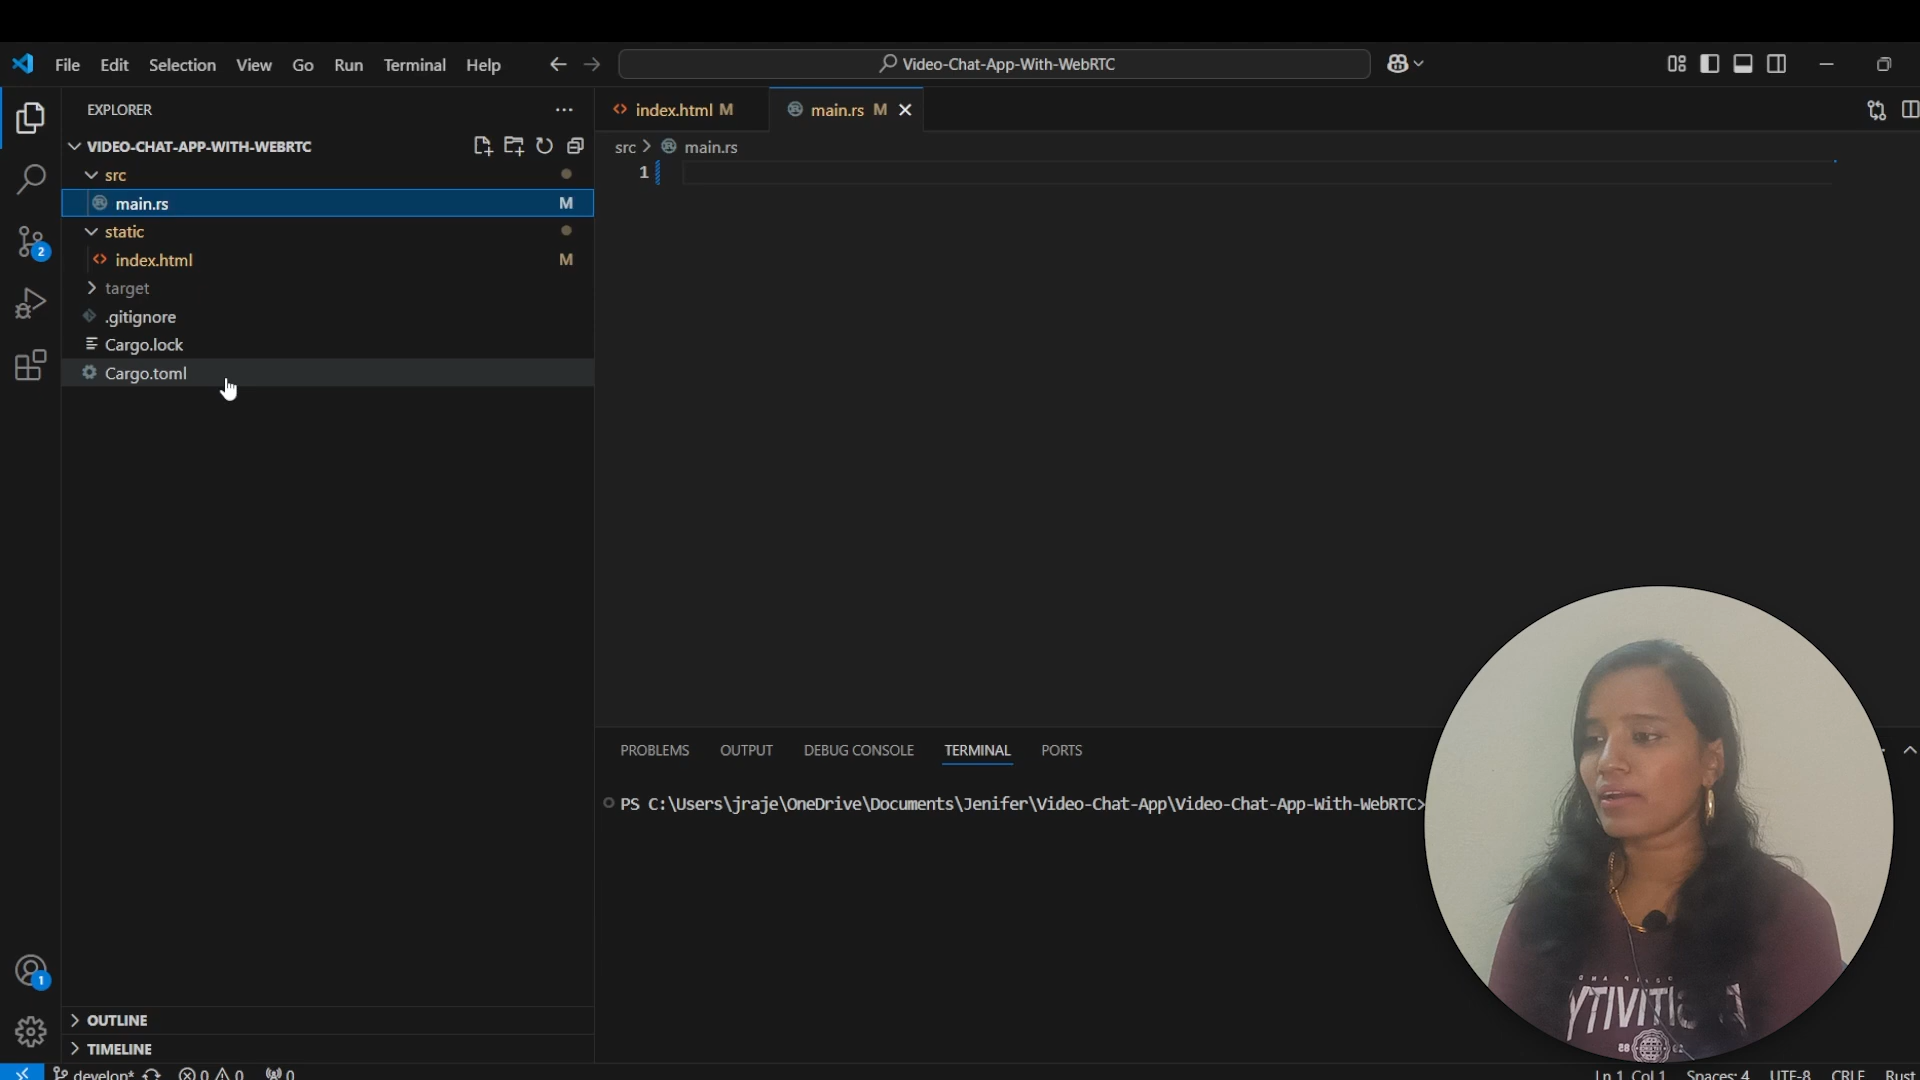 File Edit Selection View Go Run Terminal Help
Video-Chat-App-With-WebRTC
EXPLORER
VIDEO-CHAT-APP-WITH-WEBRTC
src
main.rs M
static
index.html M
target
.gitignore
Cargo.lock
Cargo.toml
2
1
OUTLINE
TIMELINE
index.html M
main.rs M
src > main.rs
1
PROBLEMS OUTPUT DEBUG CONSOLE TERMINAL PORTS
PS C:\Users\jraje\OneDrive\Documents\Jenifer\Video-Chat-App\Video-Chat-App-With-WebRTC>
develop* 0 0 0
Ln 1, Col 1 Spaces: 4 UTF-8 CRLF Rust